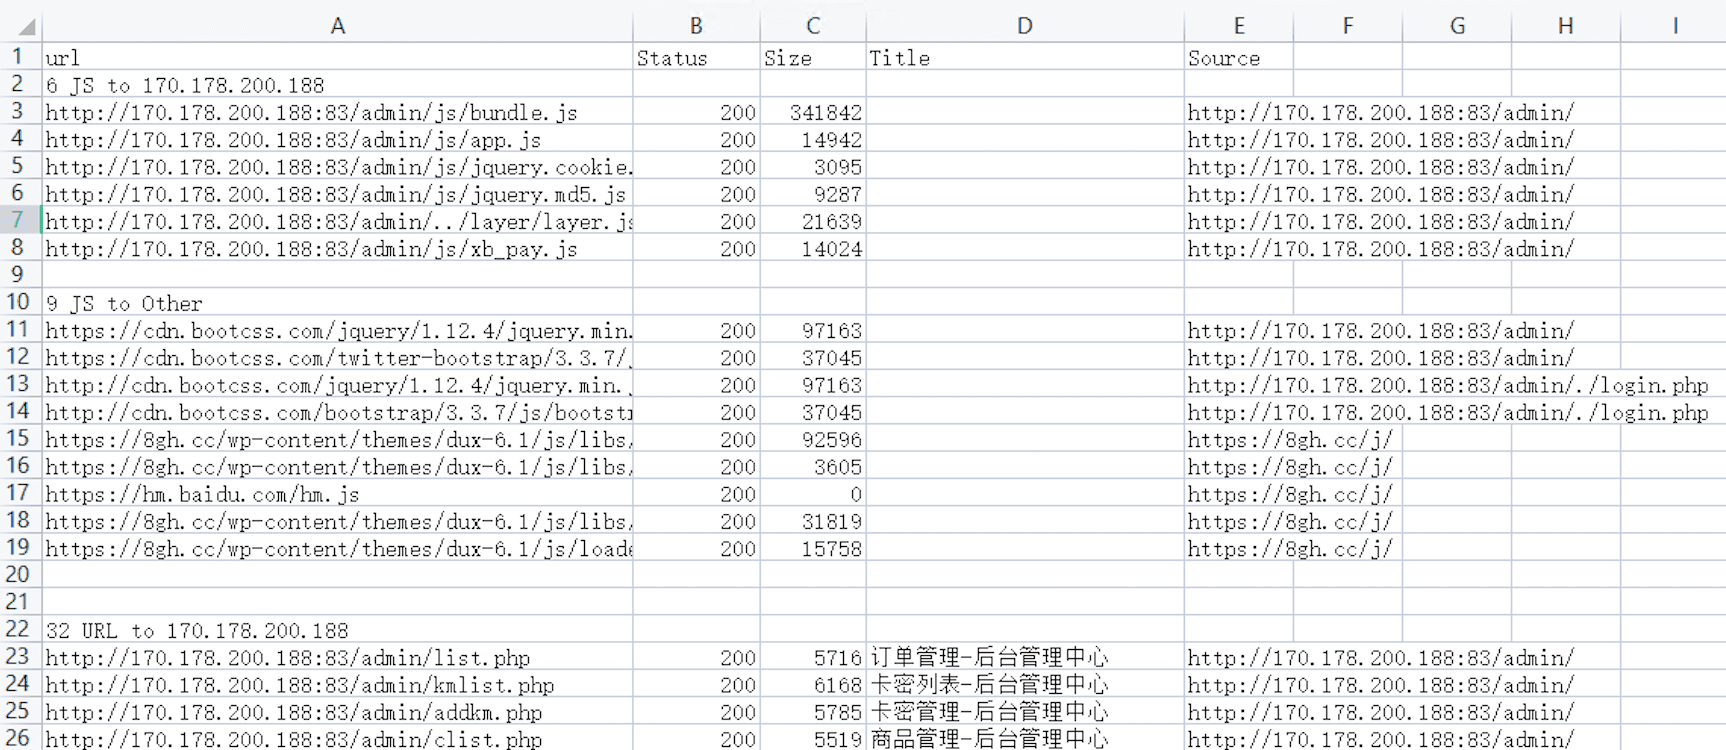 A B C D E F G H I
1 url Status Size Title Source
2 6 JS to 170.178.200.188
3 http://170.178.200.188:83/admin/js/bundle.js 200 341842 http://170.178.200.188:83/admin/
4 http://170.178.200.188:83/admin/js/app.js 200 14942 http://170.178.200.188:83/admin/
5 http://170.178.200.188:83/admin/js/jquery.cookie. 200 3095 http://170.178.200.188:83/admin/
6 http://170.178.200.188:83/admin/js/jquery.md5.js 200 9287 http://170.178.200.188:83/admin/
7 http://170.178.200.188:83/admin/../layer/layer.js 200 21639 http://170.178.200.188:83/admin/
8 http://170.178.200.188:83/admin/js/xb_pay.js 200 14024 http://170.178.200.188:83/admin/
9
10 9 JS to Other
11 https://cdn.bootcss.com/jquery/1.12.4/jquery.min. 200 97163 http://170.178.200.188:83/admin/
12 https://cdn.bootcss.com/twitter-bootstrap/3.3.7/ 200 37045 http://170.178.200.188:83/admin/
13 http://cdn.bootcss.com/jquery/1.12.4/jquery.min. 200 97163 http://170.178.200.188:83/admin/./login.php
14 http://cdn.bootcss.com/bootstrap/3.3.7/js/bootst 200 37045 http://170.178.200.188:83/admin/./login.php
15 https://8gh.cc/wp-content/themes/dux-6.1/js/libs/ 200 92596 https://8gh.cc/j/
16 https://8gh.cc/wp-content/themes/dux-6.1/js/libs/ 200 3605 https://8gh.cc/j/
17 https://hm.baidu.com/hm.js 200 0 https://8gh.cc/j/
18 https://8gh.cc/wp-content/themes/dux-6.1/js/libs/ 200 31819 https://8gh.cc/j/
19 https://8gh.cc/wp-content/themes/dux-6.1/js/load 200 15758 https://8gh.cc/j/
20
21
22 32 URL to 170.178.200.188
23 http://170.178.200.188:83/admin/list.php 200 5716 订单管理-后台管理中心 http://170.178.200.188:83/admin/
24 http://170.178.200.188:83/admin/kmlist.php 200 6168 卡密列表-后台管理中心 http://170.178.200.188:83/admin/
25 http://170.178.200.188:83/admin/addkm.php 200 5785 卡密管理-后台管理中心 http://170.178.200.188:83/admin/
26 http://170.178.200.188:83/admin/clist.php 200 5519 商品管理-后台管理中心 http://170.178.200.188:83/admin/